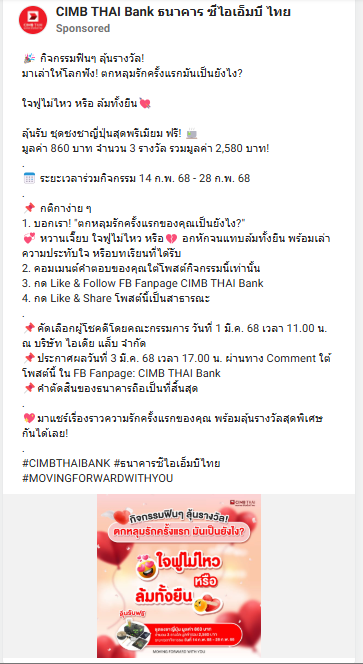 CIMB THAI Bank ธนาคาร ซีไอเอ็มบี ไทย
Sponsored
🎉 กิจกรรมฟินๆ ลุ้นรางวัล!
มาเล่าให้โลกฟัง! ตกหลุมรักครั้งแรกมันเป็นยังไง?
ใจฟูไม่ไหว หรือ ล้มทั้งยืน💘
ลุ้นรับ ชุดชงชาญี่ปุ่นสุดพรีเมียม ฟรี! 🍵
มูลค่า 860 บาท จำนวน 3 รางวัล รวมมูลค่า 2,580 บาท!
.
🗓️ ระยะเวลาร่วมกิจกรรม 14 ก.พ. 68 - 28 ก.พ. 68
.
📌 กติกาง่าย ๆ
1. บอกเรา! "ตกหลุมรักครั้งแรกของคุณเป็นยังไง?"
💞 หวานเจี๊ยบ ใจฟูไม่ไหว หรือ💔 อกหักจนแทบล้มทั้งยืน พร้อมเล่า
ความประทับใจ หรือบทเรียนที่ได้รับ
2. คอมเมนต์คำตอบของคุณใต้โพสต์กิจกรรมนี้เท่านั้น
3. กด Like & Follow FB Fanpage CIMB THAI Bank
4. กด Like & Share โพสต์นี้เป็นสาธารณะ
.
📌คัดเลือกผู้โชคดีโดยคณะกรรมการ วันที่ 1 มี.ค. 68 เวลา 11.00 น.
ณ บริษัท ไอเดีย แล็บ จำกัด
📌ประกาศผลวันที่ 3 มี.ค. 68 เวลา 17.00 น. ผ่านทาง Comment ใต้
โพสต์นี้ ใน FB Fanpage: CIMB THAI Bank
📌คำตัดสินของธนาคารถือเป็นที่สิ้นสุด
.
💖มาแชร์เรื่องราวความรักครั้งแรกของคุณ พร้อมลุ้นรางวัลสุดพิเศษ
กันได้เลย!
.
#CIMBTHAIBANK #ธนาคารซีไอเอ็มบีไทย
#MOVINGFORWARDWITHYOU
CIMB THAI
กิจกรรมฟินๆ ลุ้นรางวัล!
ตกหลุมรักครั้งแรก มันเป็นยังไง?
ใจฟูไม่ไหว
หรือ
ล้มทั้งยืน
ลุ้นรับฟรี!
ชุดชงชาญี่ปุ่น มูลค่า 860 บาท
MOVING FORWARD WITH YOU